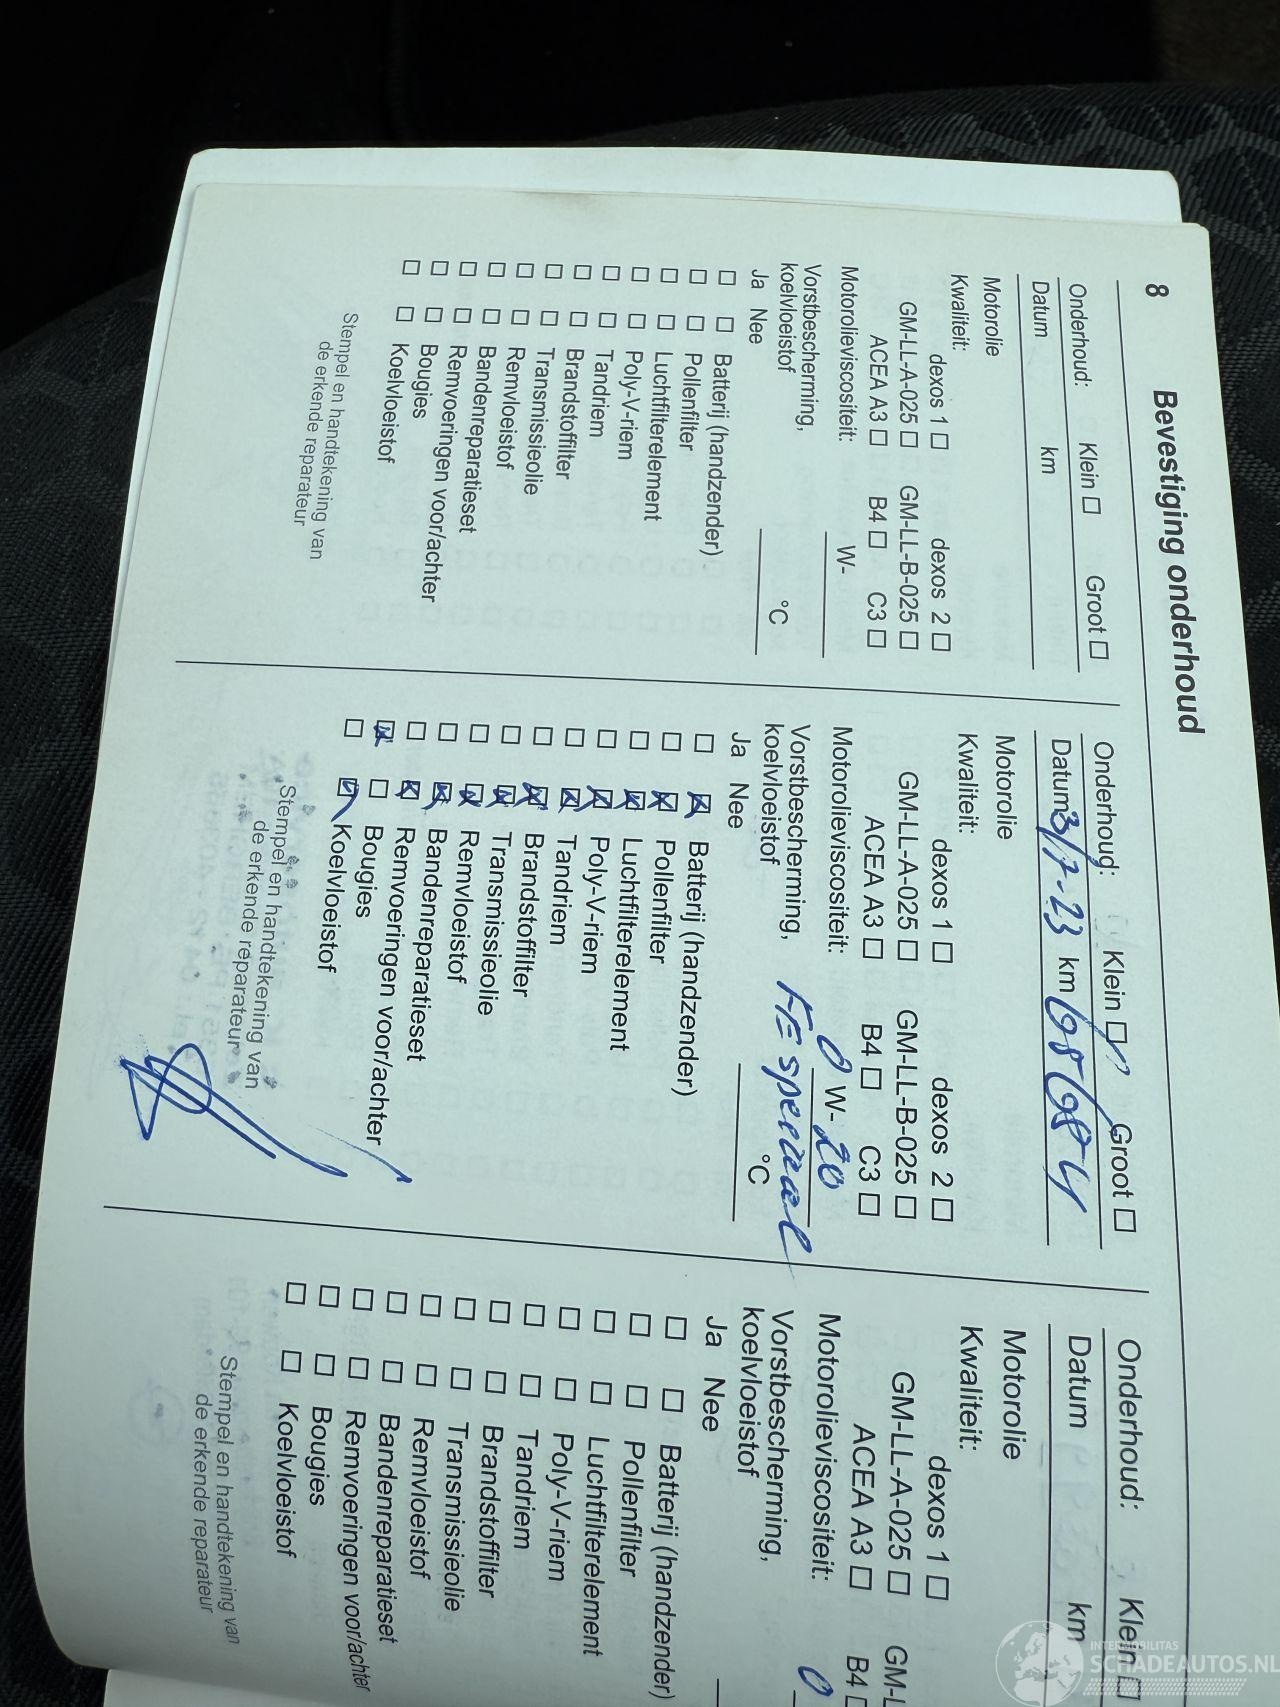 8 Bevestiging onderhoud
Onderhoud: Klein ☐ Groot ☐
Datum km
Motorolie
Kwaliteit: dexos 1 ☐ dexos 2 ☐
GM-LL-A-025 ☐ GM-LL-B-025 ☐
ACEA A3 ☐ B4 ☐ C3 ☐
Motorolieviscositeit: W-
Vorstbescherming,
koelvloeistof °C
Ja Nee
☐ ☐ Batterij (handzender)
☐ ☐ Pollenfilter
☐ ☐ Luchtfilterelement
☐ ☐ Poly-V-riem
☐ ☐ Tandriem
☐ ☐ Brandstoffilter
☐ ☐ Transmissieolie
☐ ☐ Remvloeistof
☐ ☐ Bandenreparatieset
☐ ☐ Remvoeringen voor/achter
☐ ☐ Bougies
☐ ☐ Koelvloeistof
Stempel en handtekening van
de erkende reparateur
Onderhoud: Klein ☑ Groot ☐
Datum 3/7-23 km 68684
Motorolie
Kwaliteit: dexos 1 ☐ dexos 2 ☐
GM-LL-A-025 ☐ GM-LL-B-025 ☐
ACEA A3 ☐ B4 ☐ C3 ☐
Motorolieviscositeit: 0 W- 20
FE special
Vorstbescherming,
koelvloeistof °C
Ja Nee
☐ ☒ Batterij (handzender)
☐ ☒ Pollenfilter
☐ ☒ Luchtfilterelement
☐ ☒ Poly-V-riem
☐ ☒ Tandriem
☐ ☒ Brandstoffilter
☐ ☒ Transmissieolie
☐ ☒ Remvloeistof
☐ ☒ Bandenreparatieset
☐ ☒ Remvoeringen voor/achter
☒ ☐ Bougies
☐ ☒ Koelvloeistof
Stempel en handtekening van
de erkende reparateur
Onderhoud: Klein ☐
Datum km
Motorolie
Kwaliteit: dexos 1 ☐
GM-LL-A-025 ☐ GM-L
ACEA A3 ☐ B4 ☐
Motorolieviscositeit: 0
Vorstbescherming,
koelvloeistof
Ja Nee
☐ ☐ Batterij (handzender)
☐ ☐ Pollenfilter
☐ ☐ Luchtfilterelement
☐ ☐ Poly-V-riem
☐ ☐ Tandriem
☐ ☐ Brandstoffilter
☐ ☐ Transmissieolie
☐ ☐ Remvloeistof
☐ ☐ Bandenreparatieset
☐ ☐ Remvoeringen voor/achter
☐ ☐ Bougies
☐ ☐ Koelvloeistof
Stempel en handtekening van
de erkende reparateur
INTERMOBILITAS
SCHADEAUTOS.NL